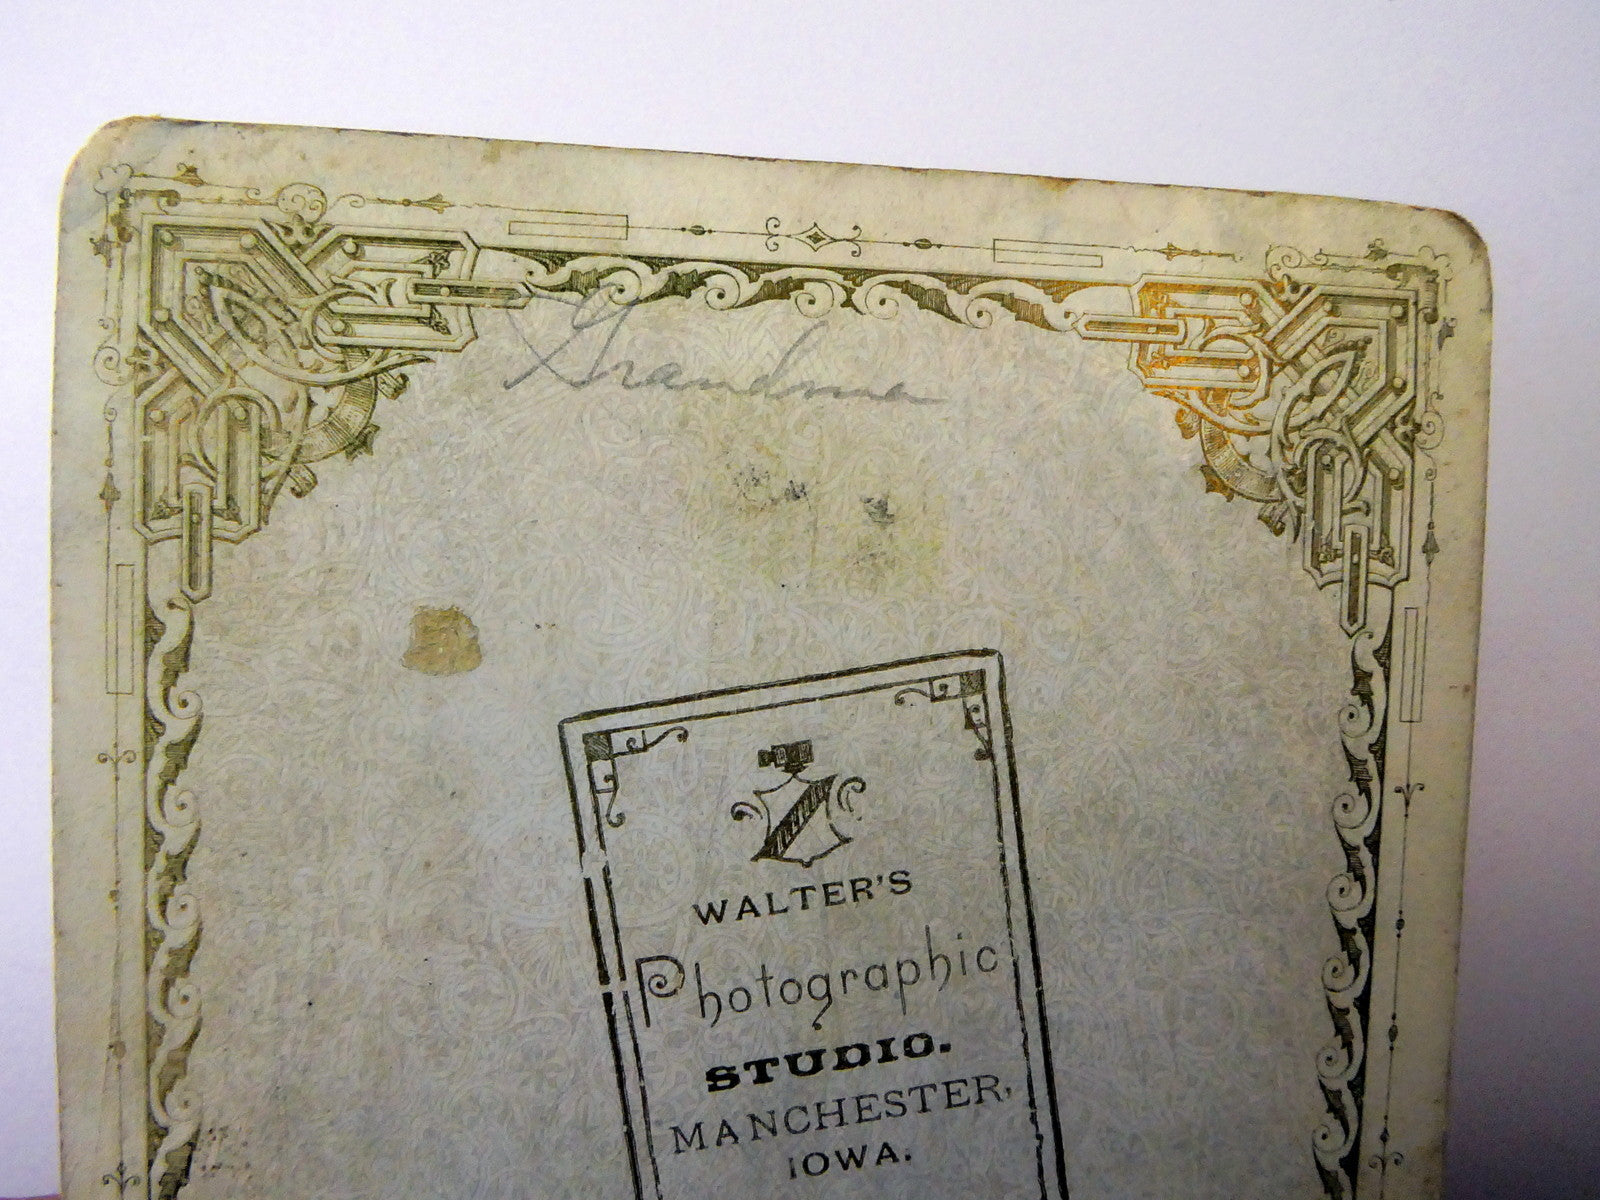 Grandma
WALTER'S
Photographic
STUDIO.
MANCHESTER,
IOWA.